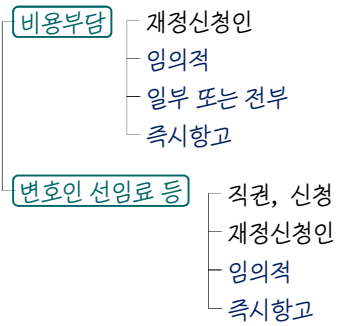 비용부담
재정신청인
임의적
일부 또는 전부
즉시항고
변호인 선임료 등
직권, 신청
재정신청인
임의적
즉시항고